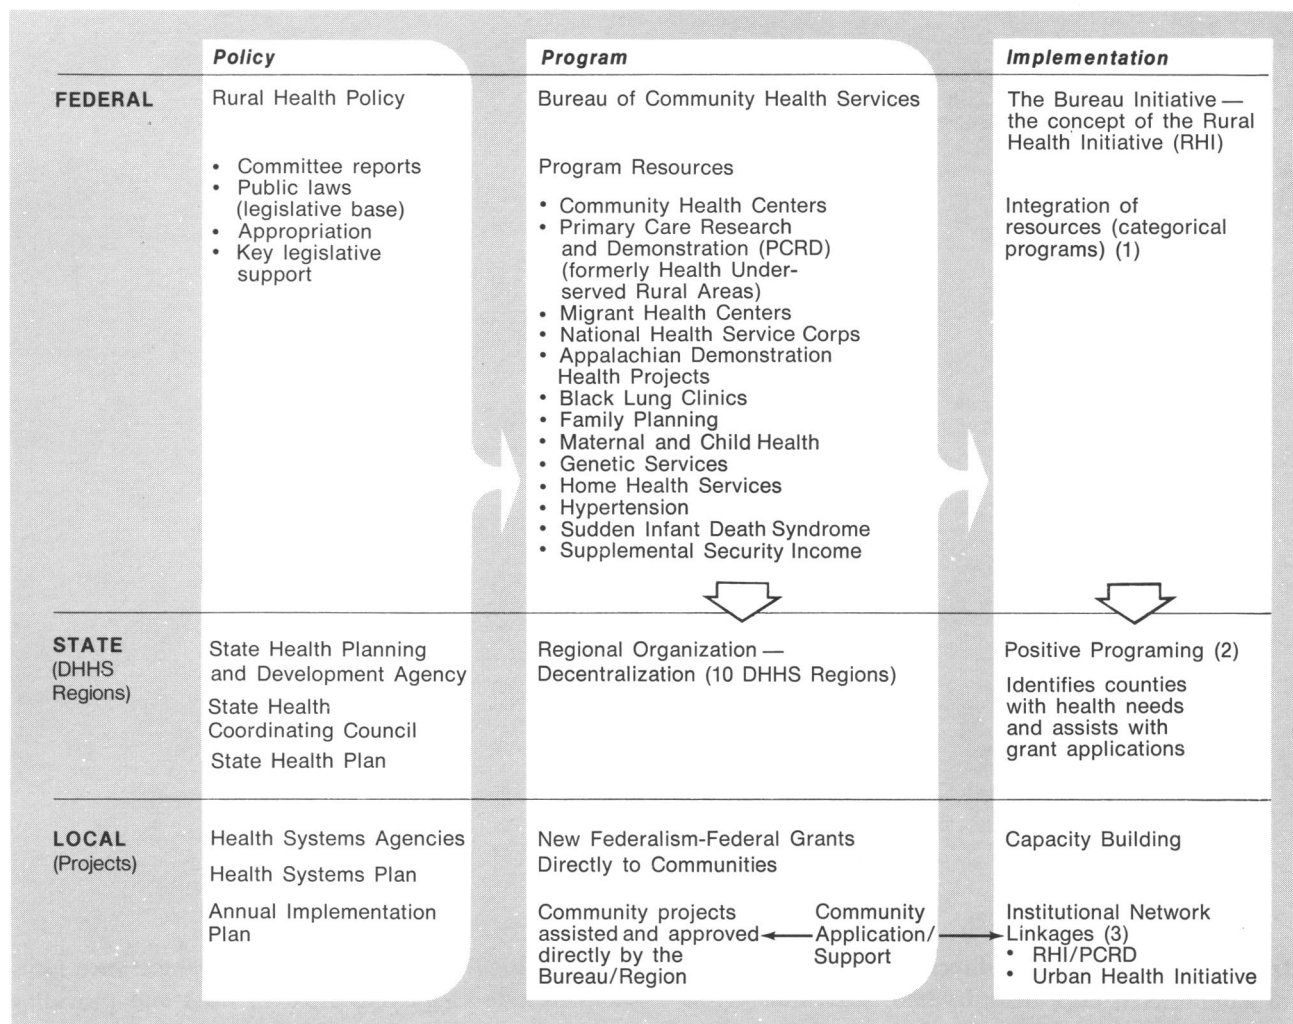 Policy
Program
Implementation
FEDERAL
Rural Health Policy
• Committee reports
• Public laws
(legislative base)
• Appropriation
• Key legislative
support
Bureau of Community Health Services
Program Resources
• Community Health Centers
• Primary Care Research
and Demonstration (PCRD)
(formerly Health Under-
served Rural Areas)
• Migrant Health Centers
• National Health Service Corps
• Appalachian Demonstration
Health Projects
• Black Lung Clinics
• Family Planning
• Maternal and Child Health
• Genetic Services
• Home Health Services
• Hypertension
• Sudden Infant Death Syndrome
• Supplemental Security Income
The Bureau Initiative —
the concept of the Rural
Health Initiative (RHI)
Integration of
resources (categorical
programs) (1)
STATE
(DHHS
Regions)
State Health Planning
and Development Agency
State Health
Coordinating Council
State Health Plan
Regional Organization —
Decentralization (10 DHHS Regions)
Positive Programing (2)
Identifies counties
with health needs
and assists with
grant applications
LOCAL
(Projects)
Health Systems Agencies
Health Systems Plan
Annual Implementation
Plan
New Federalism-Federal Grants
Directly to Communities
Community projects
assisted and approved
directly by the
Bureau/Region
Community
Application/
Support
Capacity Building
Institutional Network
Linkages (3)
• RHI/PCRD
• Urban Health Initiative